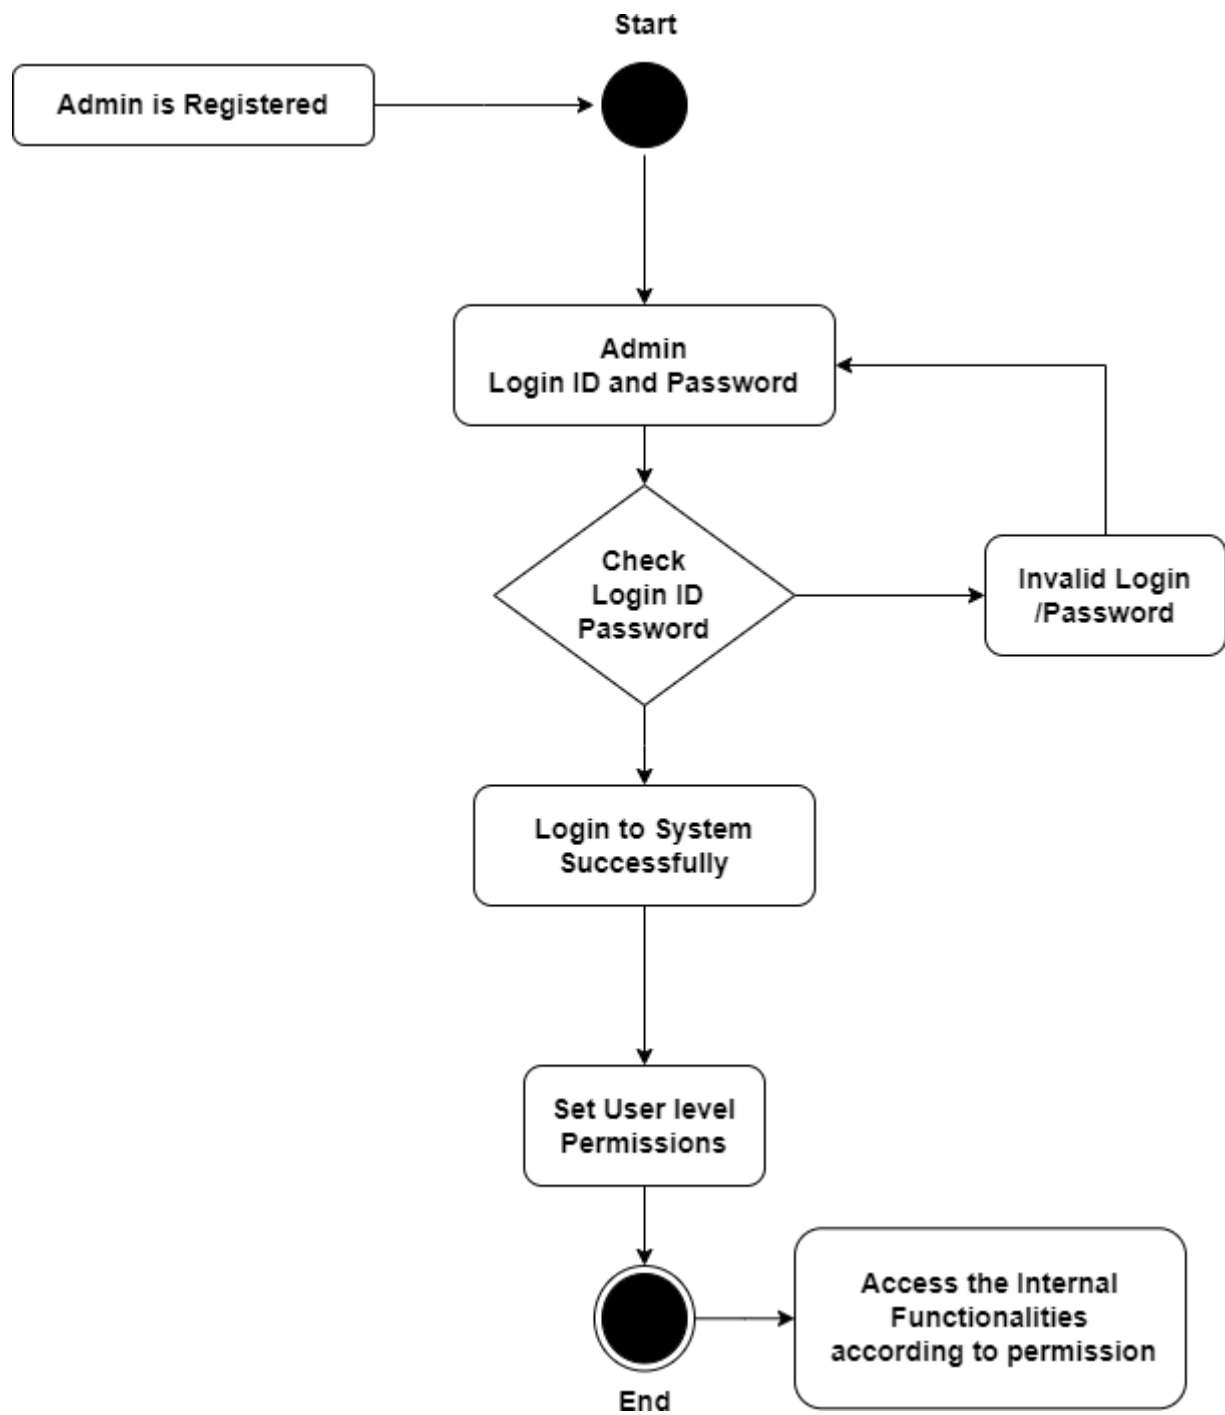 Start
Admin is Registered
Admin
Login ID and Password
Check
Login ID
Password
Invalid Login
/Password
Login to System
Successfully
Set User level
Permissions
Access the Internal
Functionalities
according to permission
End